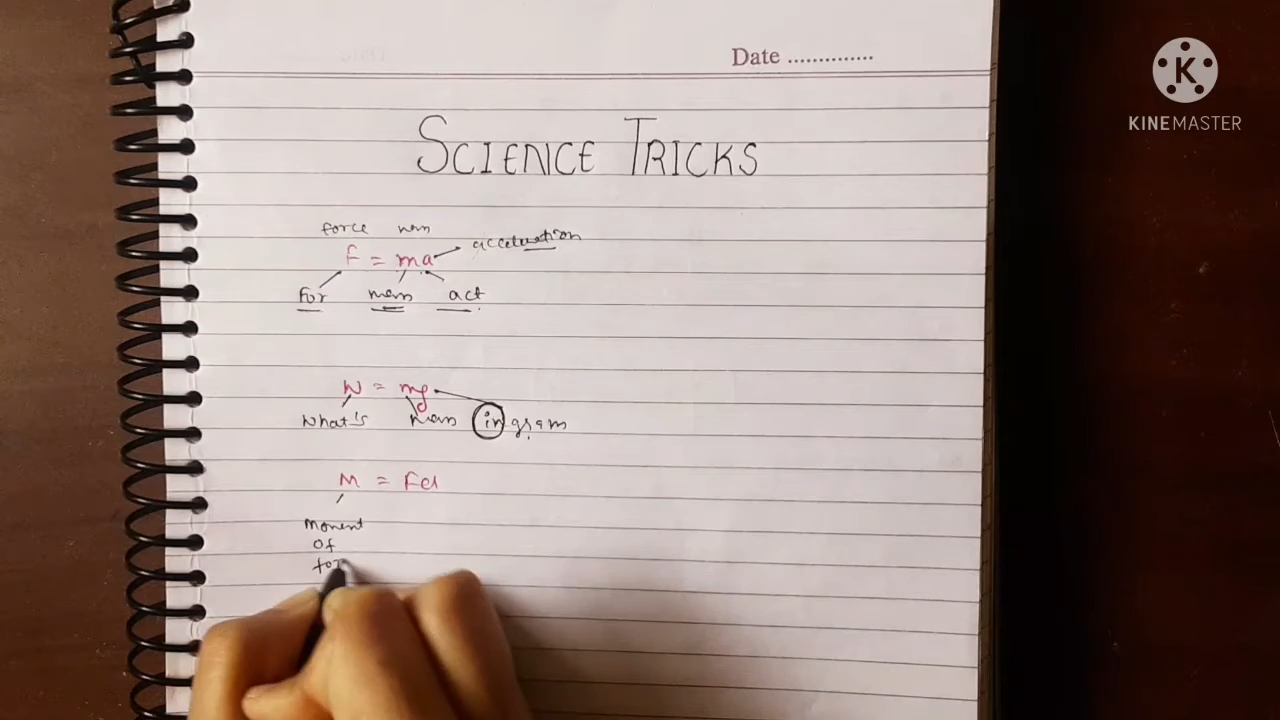 Date ..............
KINEMASTER
SCIENCE TRICKS
force mass
F = ma acceleration
For mass act
W = mg
What's mass in gram
M = Fd
Moment
Of
for